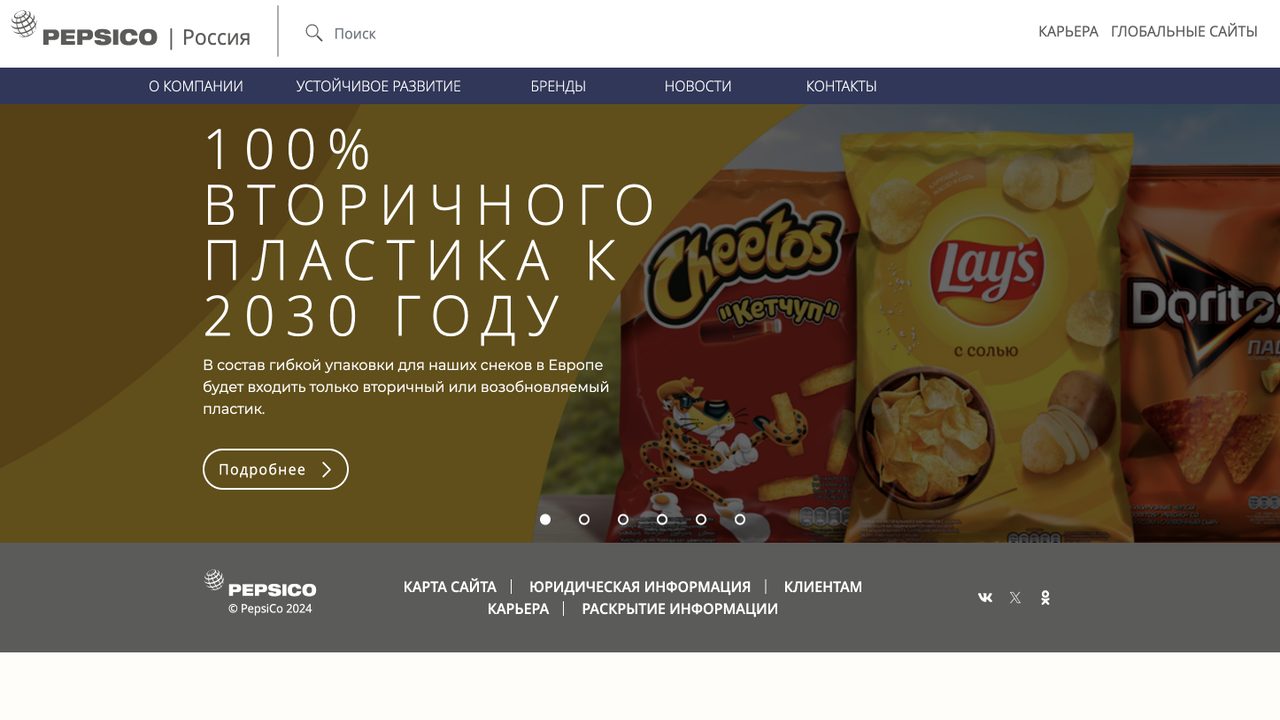 PEPSICO | Россия
Поиск
КАРЬЕРА ГЛОБАЛЬНЫЕ САЙТЫ
О КОМПАНИИ УСТОЙЧИВОЕ РАЗВИТИЕ БРЕНДЫ НОВОСТИ КОНТАКТЫ
100%
ВТОРИЧНОГО
ПЛАСТИКА К
2030 ГОДУ
В состав гибкой упаковки для наших снеков в Европе
будет входить только вторичный или возобновляемый
пластик.
Подробнее
Cheetos
"Кетчуп"
Lay's
с солью
Doritos
PEPSICO
© PepsiCo 2024
КАРТА САЙТА | ЮРИДИЧЕСКАЯ ИНФОРМАЦИЯ | КЛИЕНТАМ
КАРЬЕРА | РАСКРЫТИЕ ИНФОРМАЦИИ